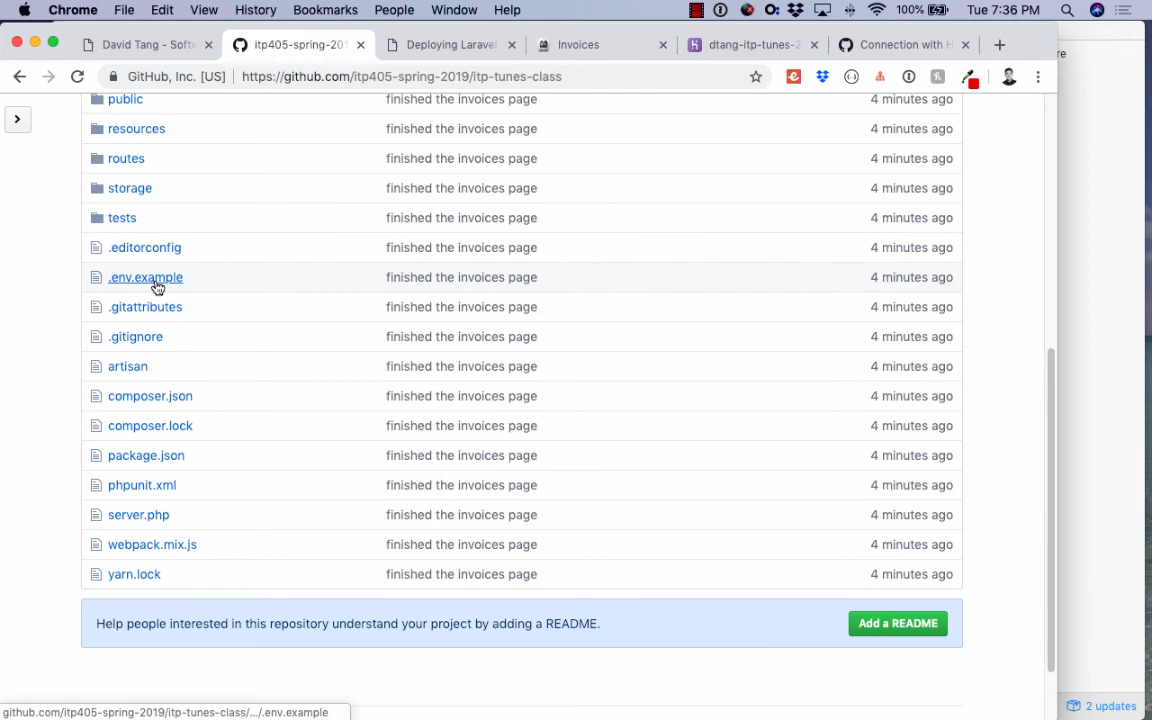 Chrome File Edit View History Bookmarks People Window Help 100% Tue 7:36 PM
David Tang - Softw
itp405-spring-201
Deploying Laravel
Invoices
dtang-itp-tunes-2
Connection with H
re
GitHub, Inc. [US] https://github.com/itp405-spring-2019/itp-tunes-class
public finished the invoices page 4 minutes ago
resources finished the invoices page 4 minutes ago
routes finished the invoices page 4 minutes ago
storage finished the invoices page 4 minutes ago
tests finished the invoices page 4 minutes ago
.editorconfig finished the invoices page 4 minutes ago
.env.example finished the invoices page 4 minutes ago
.gitattributes finished the invoices page 4 minutes ago
.gitignore finished the invoices page 4 minutes ago
artisan finished the invoices page 4 minutes ago
composer.json finished the invoices page 4 minutes ago
composer.lock finished the invoices page 4 minutes ago
package.json finished the invoices page 4 minutes ago
phpunit.xml finished the invoices page 4 minutes ago
server.php finished the invoices page 4 minutes ago
webpack.mix.js finished the invoices page 4 minutes ago
yarn.lock finished the invoices page 4 minutes ago
Help people interested in this repository understand your project by adding a README. Add a README
2 updates
github.com/itp405-spring-2019/itp-tunes-class/.../.env.example